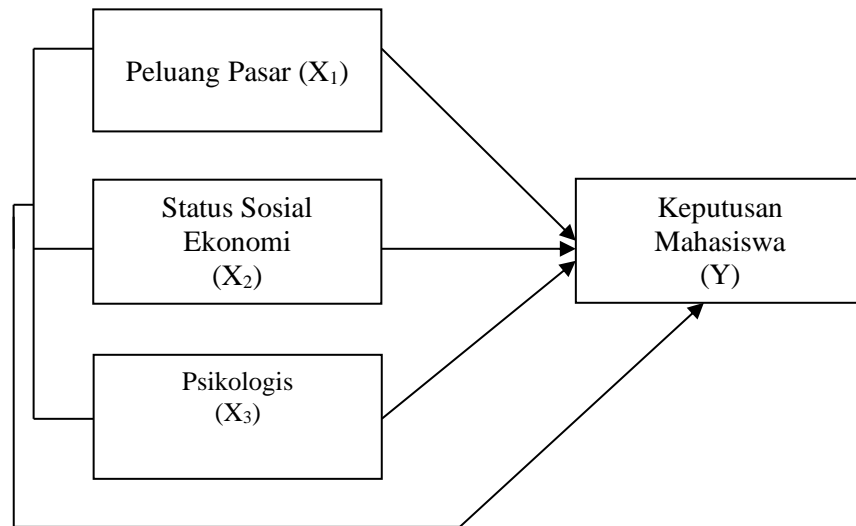 Peluang Pasar (X₁)
Status Sosial
Ekonomi
(X₂)
Psikologis
(X₃)
Keputusan
Mahasiswa
(Y)